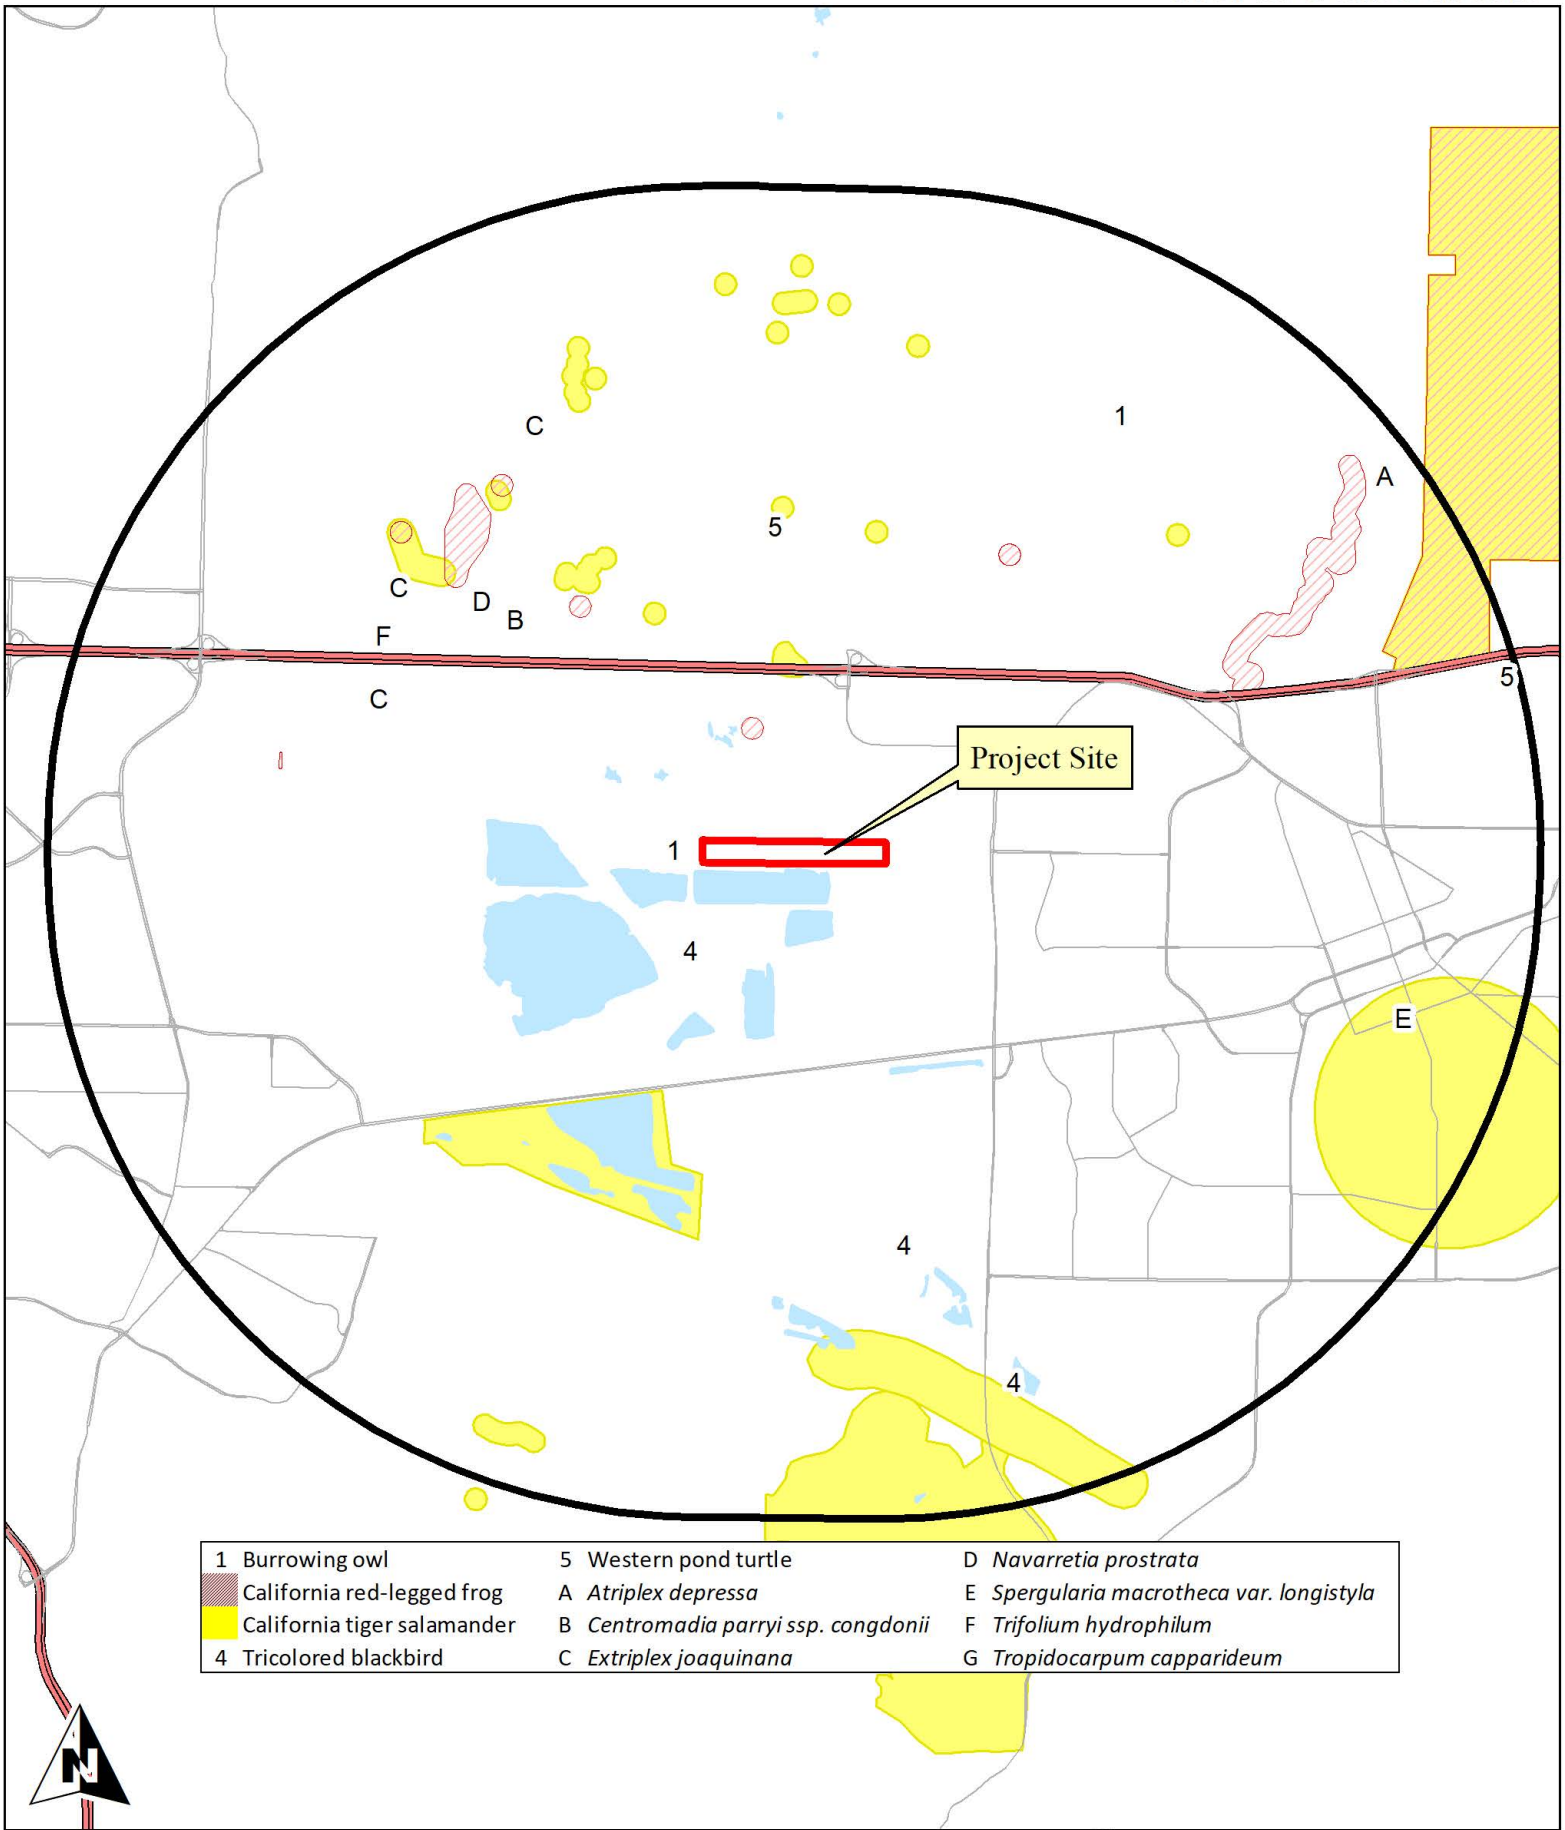 1
C
A
5
C
D
B
F
5
C
Project Site
1
4
E
4
4
1 Burrowing owl
California red-legged frog
California tiger salamander
4 Tricolored blackbird
5 Western pond turtle
A Atriplex depressa
B Centromadia parryi ssp. congdonii
C Extriplex joaquinana
D Navarretia prostrata
E Spergularia macrotheca var. longistyla
F Trifolium hydrophilum
G Tropidocarpum capparideum
N